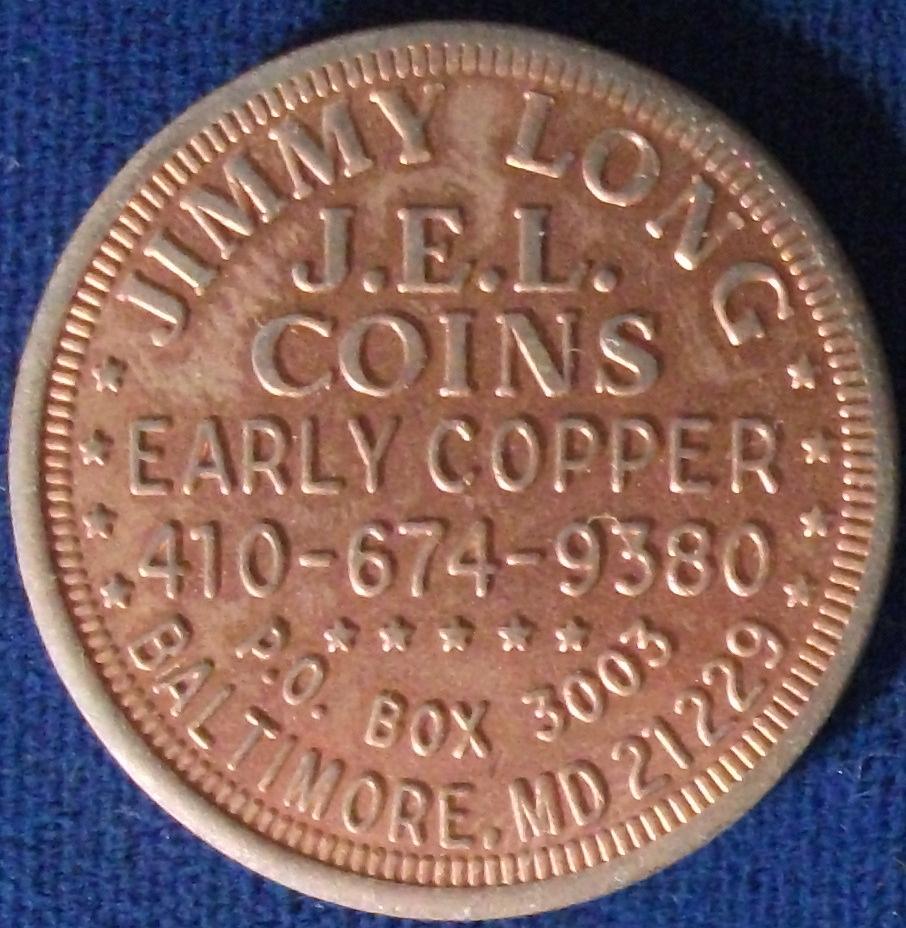 JIMMY LONG
J.E.L.
COINS
EARLY COPPER
410-674-9380
P.O. BOX 3003
BALTIMORE, MD 21229